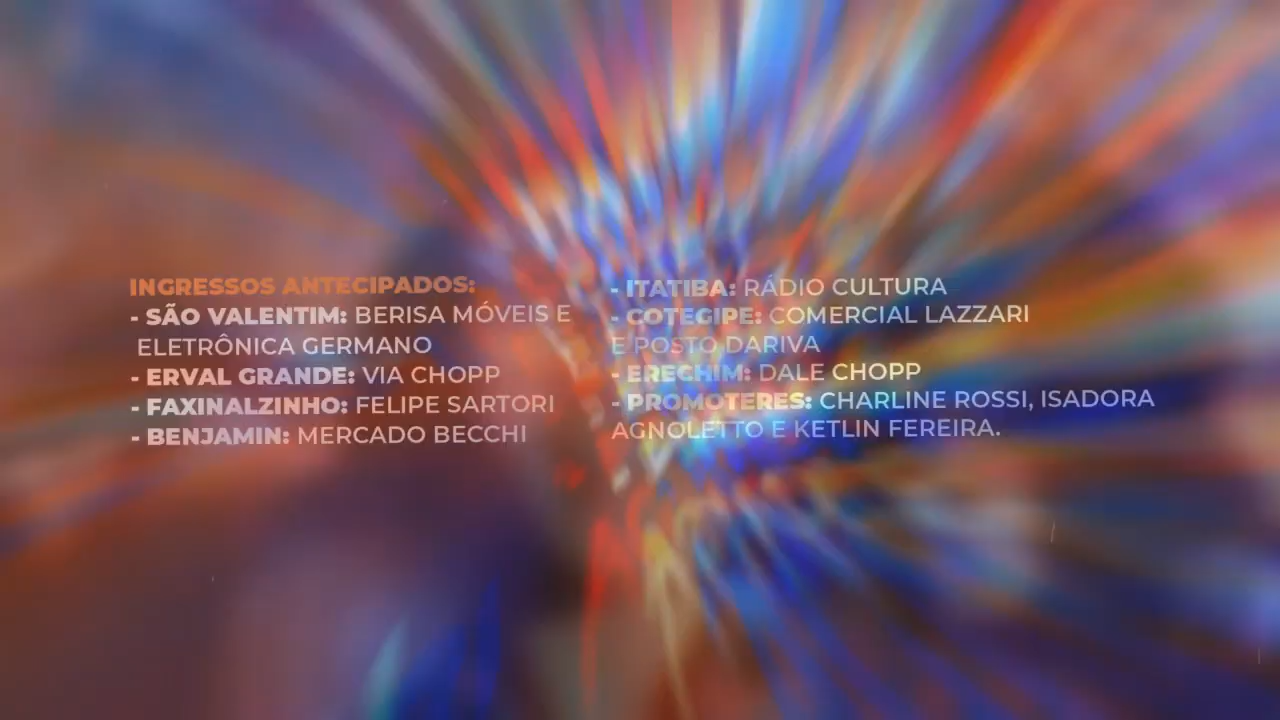 INGRESSOS ANTECIPADOS:
- SÃO VALENTIM: BERISA MÓVEIS E
ELETRÔNICA GERMANO
- ERVAL GRANDE: VIA CHOPP
- FAXINALZINHO: FELIPE SARTORI
- BENJAMIN: MERCADO BECCHI
- ITATIBA: RÁDIO CULTURA
- COTEGIPE: COMERCIAL LAZZARI
E POSTO DARIVA
- ERECHIM: DALE CHOPP
- PROMOTERES: CHARLINE ROSSI, ISADORA
AGNOLETTO E KETLIN FEREIRA.